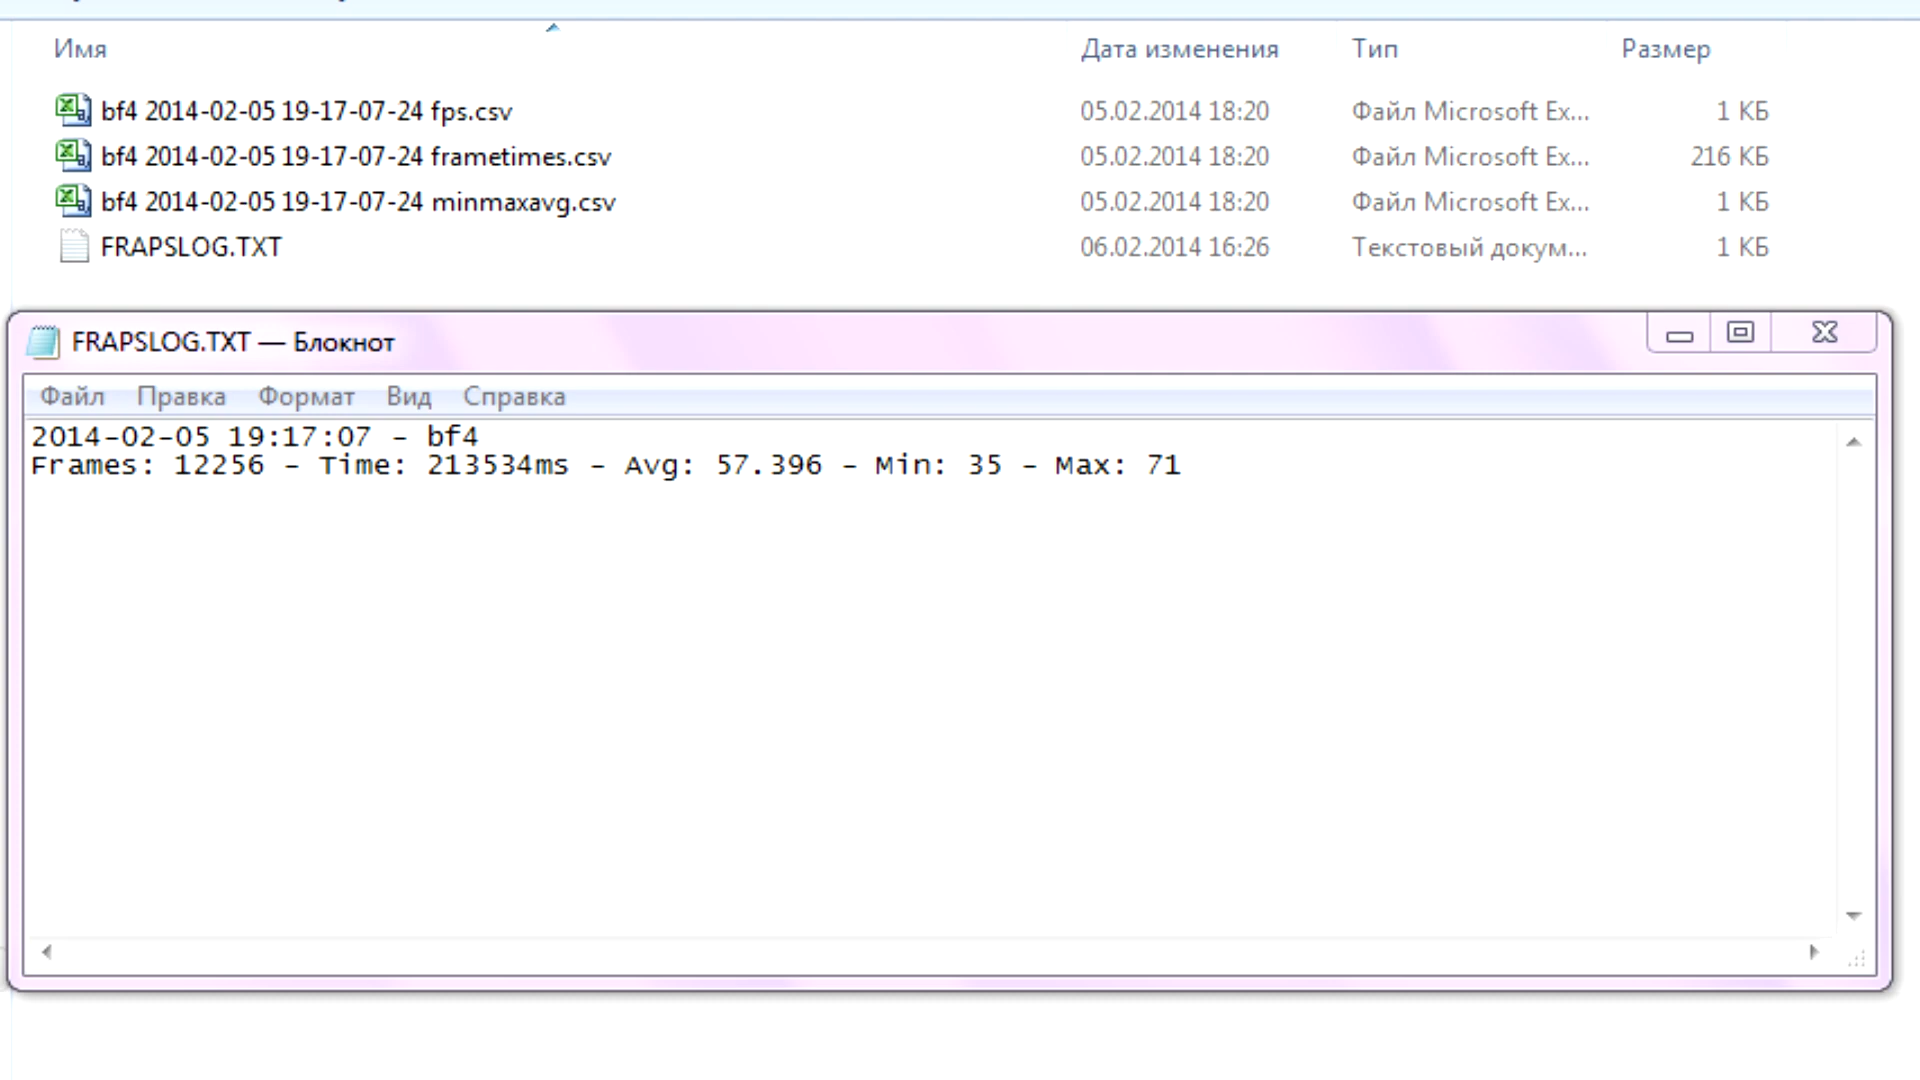 Имя Дата изменения Тип Размер
bf4 2014-02-05 19-17-07-24 fps.csv 05.02.2014 18:20 Файл Microsoft Ex... 1 КБ
bf4 2014-02-05 19-17-07-24 frametimes.csv 05.02.2014 18:20 Файл Microsoft Ex... 216 КБ
bf4 2014-02-05 19-17-07-24 minmaxavg.csv 05.02.2014 18:20 Файл Microsoft Ex... 1 КБ
FRAPSLOG.TXT 06.02.2014 16:26 Текстовый докум... 1 КБ
FRAPSLOG.TXT — Блокнот
Файл Правка Формат Вид Справка
2014-02-05 19:17:07 - bf4
Frames: 12256 - Time: 213534ms - Avg: 57.396 - Min: 35 - Max: 71